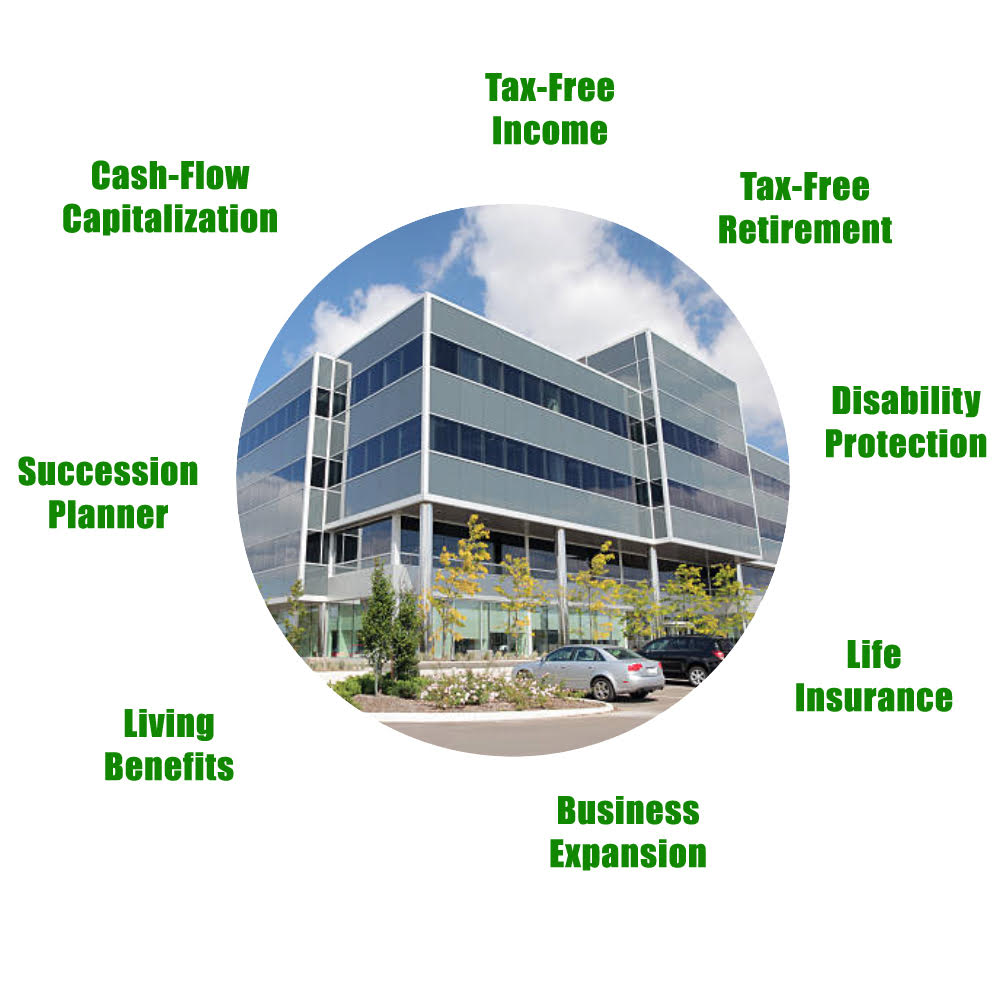 Tax-Free
Income
Tax-Free
Retirement
Disability
Protection
Life
Insurance
Business
Expansion
Living
Benefits
Succession
Planner
Cash-Flow
Capitalization